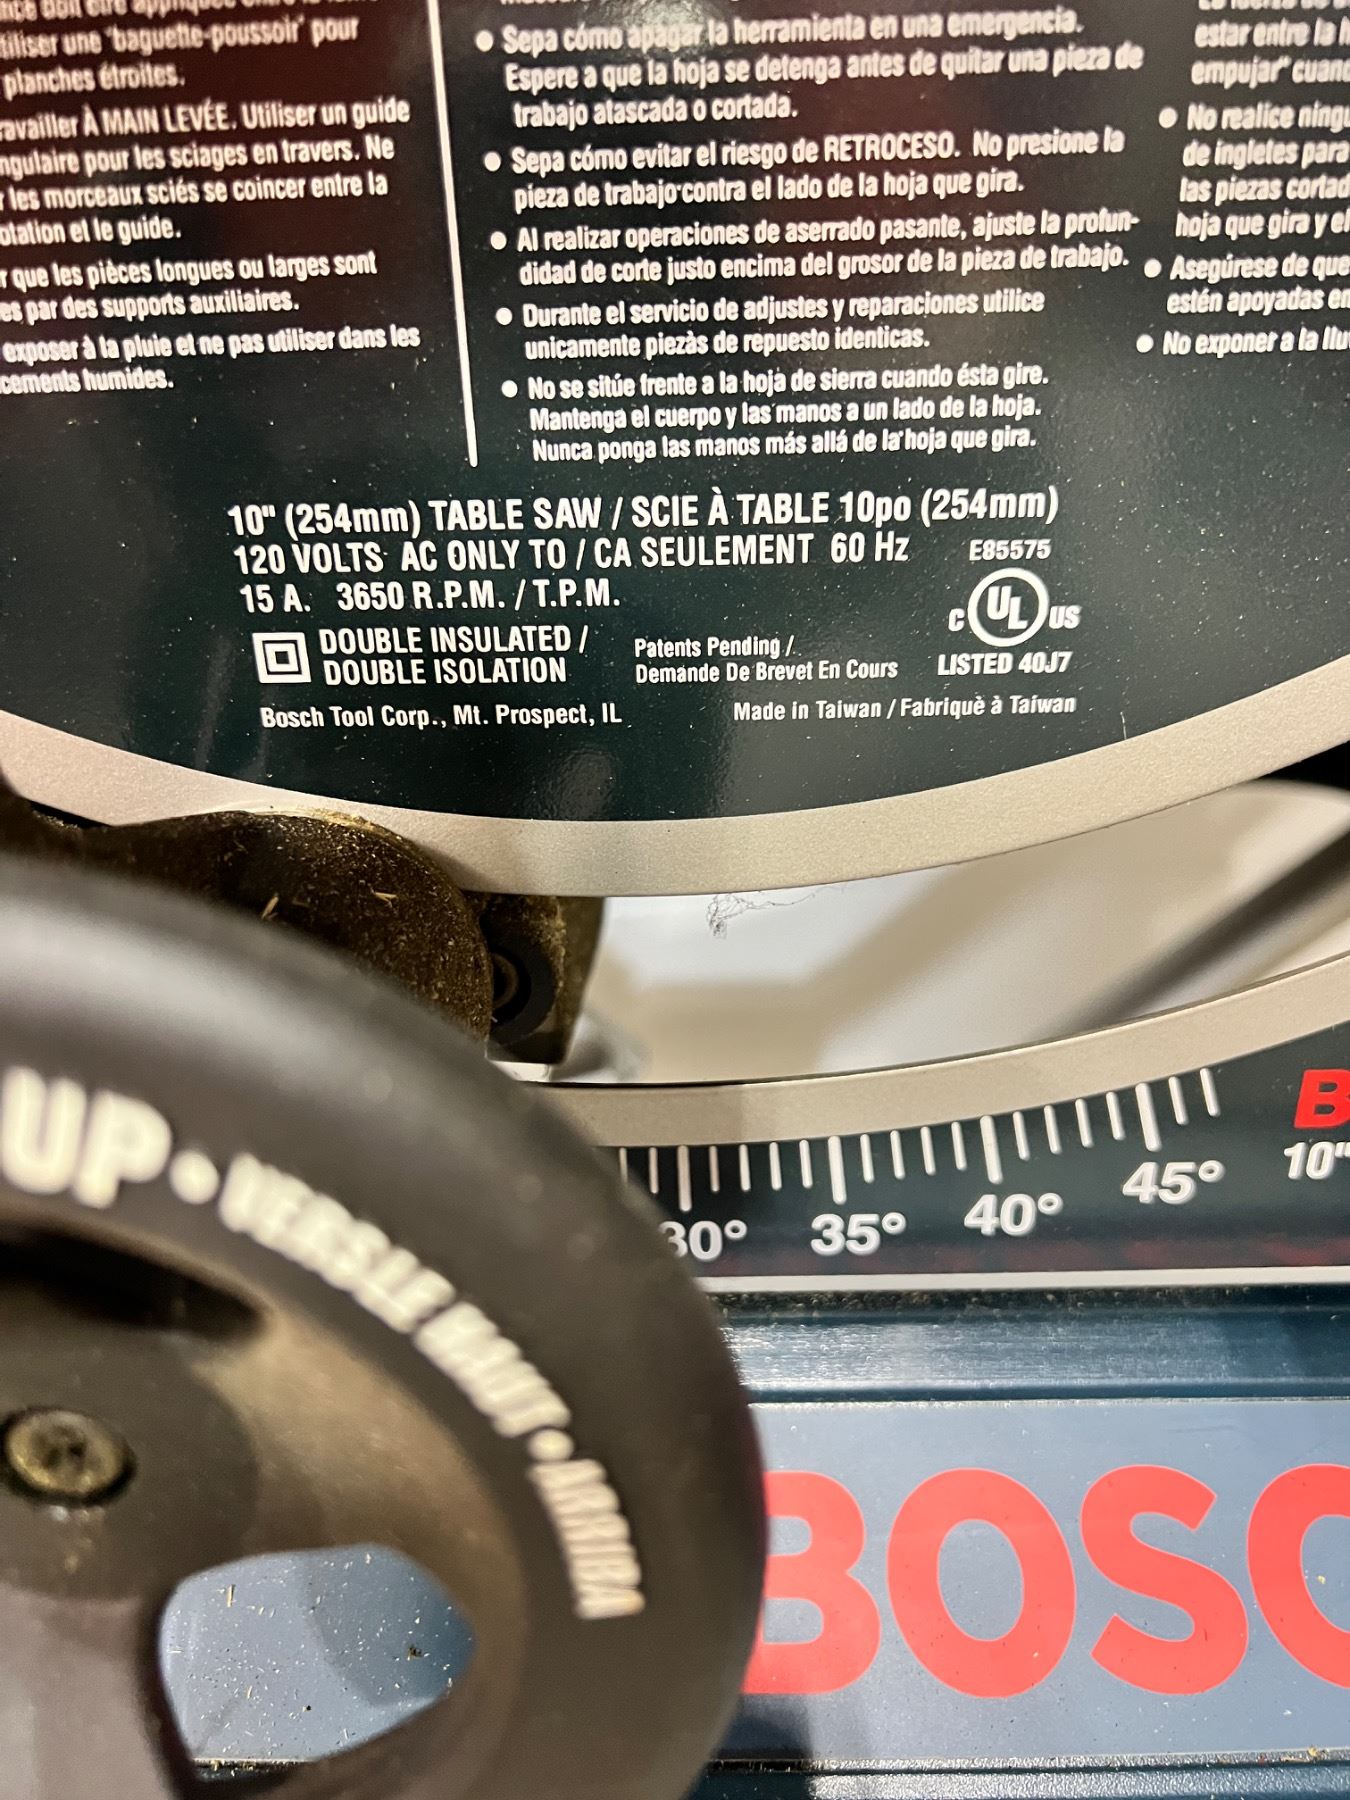 utiliser une "baguette-poussoir" pour
planches étroites.
À MAIN LEVÉE. Utiliser un guide
pour les sciages en travers. Ne
les morceaux sciés se coincer entre la
et le guide.
que les pièces longues ou larges sont
par des supports auxiliaires.
exposer à la pluie et ne pas utiliser dans les
humides.
● Sepa cómo apagar la herramienta en una emergencia.
Espere a que la hoja se detenga antes de quitar una pieza de
trabajo atascada o cortada.
● Sepa cómo evitar el riesgo de RETROCESO. No presione la
pieza de trabajo contra el lado de la hoja que gira.
● Al realizar operaciones de aserrado pasante, ajuste la profun-
didad de corte justo encima del grosor de la pieza de trabajo.
● Durante el servicio de adjustes y reparaciones utilice
unicamente piezàs de repuesto identicas.
● No se sitúe frente a la hoja de sierra cuando ésta gire.
Mantenga el cuerpo y las manos a un lado de la hoja.
Nunca ponga las manos más allá de la hoja que gira.
estar entre la
empujar"
● No realice
de ingletes para
las piezas
hoja que gira y el
● Asegúrese de que
estén apoyadas
● No exponer a la
10" (254mm) TABLE SAW / SCIE À TABLE 10po (254mm)
120 VOLTS AC ONLY TO / CA SEULEMENT 60 Hz
E85575
15 A. 3650 R.P.M. / T.P.M.
C UL US
LISTED 40J7
DOUBLE INSULATED /
DOUBLE ISOLATION
Patents Pending /
Demande De Brevet En Cours
Bosch Tool Corp., Mt. Prospect, IL
Made in Taiwan / Fabriquè à Taiwan
30° 35° 40° 45°
10"
UP • VERS LE HAUT • ARRIBA
BOSC